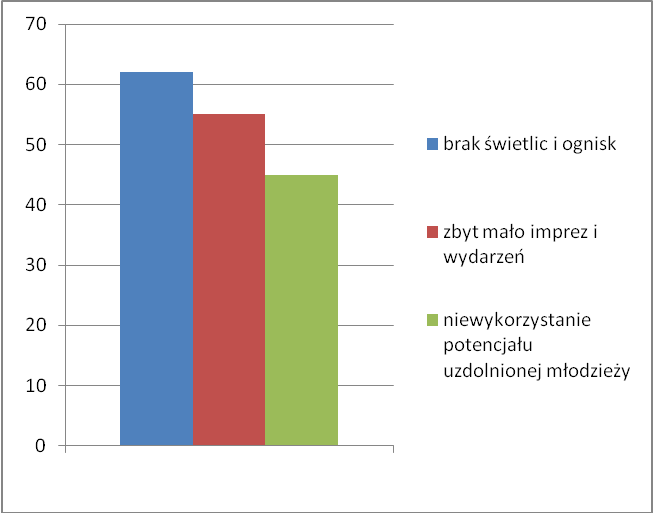 70
60
50
40
30
20
10
0
brak świetlic i ognisk
zbyt mało imprez i
wydarzeń
niewykorzystanie
potencjału
uzdolnionej młodzieży